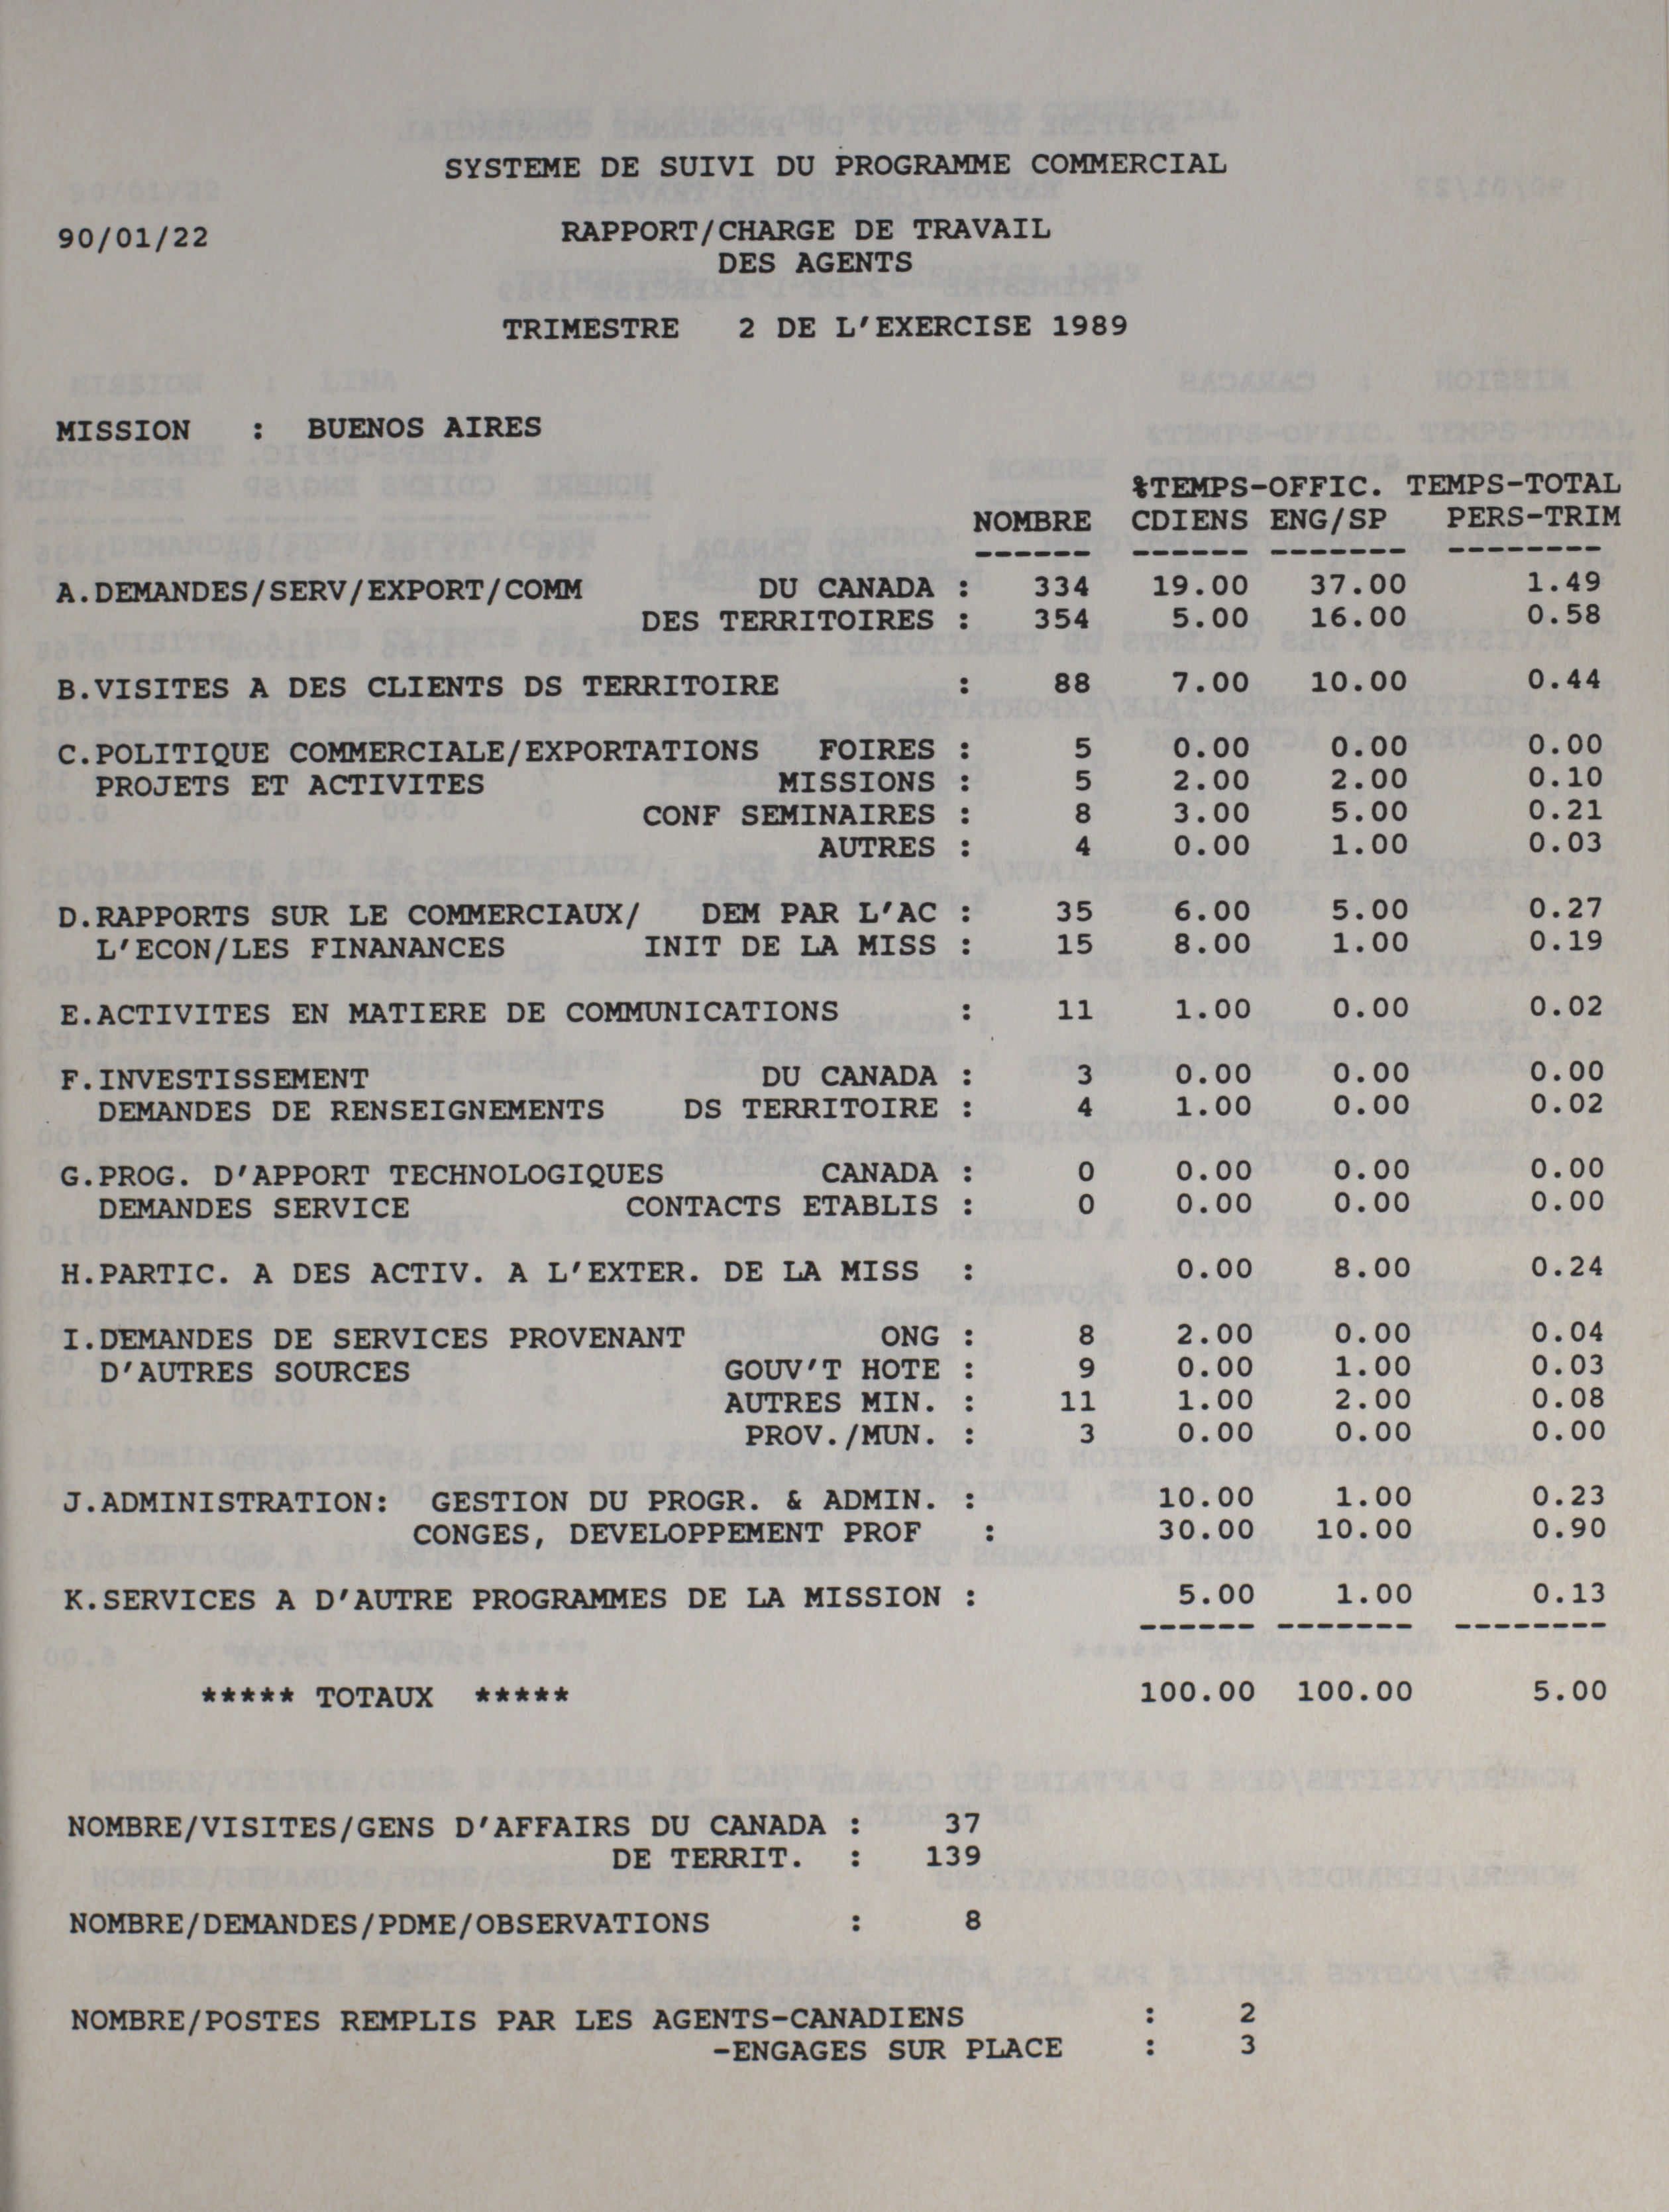 SYSTEME DE SUIVI DU PROGRAMME COMMERCIAL
90/01/22 RAPPORT/CHARGE DE TRAVAIL
DES AGENTS
TRIMESTRE 2 DE L'EXERCISE 1989
MISSION : BUENOS AIRES
%TEMPS-OFFIC. TEMPS-TOTAL
NOMBRE CDIENS ENG/SP PERS-TRIM
------ ------ ------- --------
A.DEMANDES/SERV/EXPORT/COMM DU CANADA : 334 19.00 37.00 1.49
DES TERRITOIRES : 354 5.00 16.00 0.58
B.VISITES A DES CLIENTS DS TERRITOIRE : 88 7.00 10.00 0.44
C.POLITIQUE COMMERCIALE/EXPORTATIONS FOIRES : 5 0.00 0.00 0.00
PROJETS ET ACTIVITES MISSIONS : 5 2.00 2.00 0.10
CONF SEMINAIRES : 8 3.00 5.00 0.21
AUTRES : 4 0.00 1.00 0.03
D.RAPPORTS SUR LE COMMERCIAUX/ DEM PAR L'AC : 35 6.00 5.00 0.27
L'ECON/LES FINANANCES INIT DE LA MISS : 15 8.00 1.00 0.19
E.ACTIVITES EN MATIERE DE COMMUNICATIONS : 11 1.00 0.00 0.02
F.INVESTISSEMENT DU CANADA : 3 0.00 0.00 0.00
DEMANDES DE RENSEIGNEMENTS DS TERRITOIRE : 4 1.00 0.00 0.02
G.PROG. D'APPORT TECHNOLOGIQUES CANADA : 0 0.00 0.00 0.00
DEMANDES SERVICE CONTACTS ETABLIS : 0 0.00 0.00 0.00
H.PARTIC. A DES ACTIV. A L'EXTER. DE LA MISS : 0.00 8.00 0.24
I.DEMANDES DE SERVICES PROVENANT ONG : 8 2.00 0.00 0.04
D'AUTRES SOURCES GOUV'T HOTE : 9 0.00 1.00 0.03
AUTRES MIN. : 11 1.00 2.00 0.08
PROV./MUN. : 3 0.00 0.00 0.00
J.ADMINISTRATION: GESTION DU PROGR. & ADMIN. : 10.00 1.00 0.23
CONGES, DEVELOPPEMENT PROF : 30.00 10.00 0.90
K.SERVICES A D'AUTRE PROGRAMMES DE LA MISSION : 5.00 1.00 0.13
------ ------- --------
***** TOTAUX ***** 100.00 100.00 5.00
NOMBRE/VISITES/GENS D'AFFAIRS DU CANADA : 37
DE TERRIT. : 139
NOMBRE/DEMANDES/PDME/OBSERVATIONS : 8
NOMBRE/POSTES REMPLIS PAR LES AGENTS-CANADIENS : 2
-ENGAGES SUR PLACE : 3